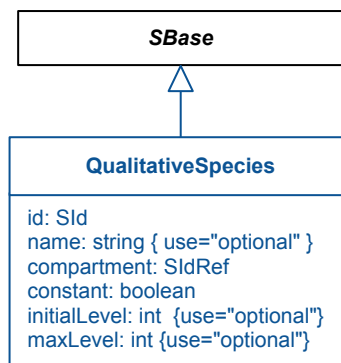 SBase
QualitativeSpecies
id: SId
name: string { use="optional" }
compartment: SIdRef
constant: boolean
initialLevel: int {use="optional"}
maxLevel: int {use="optional"}